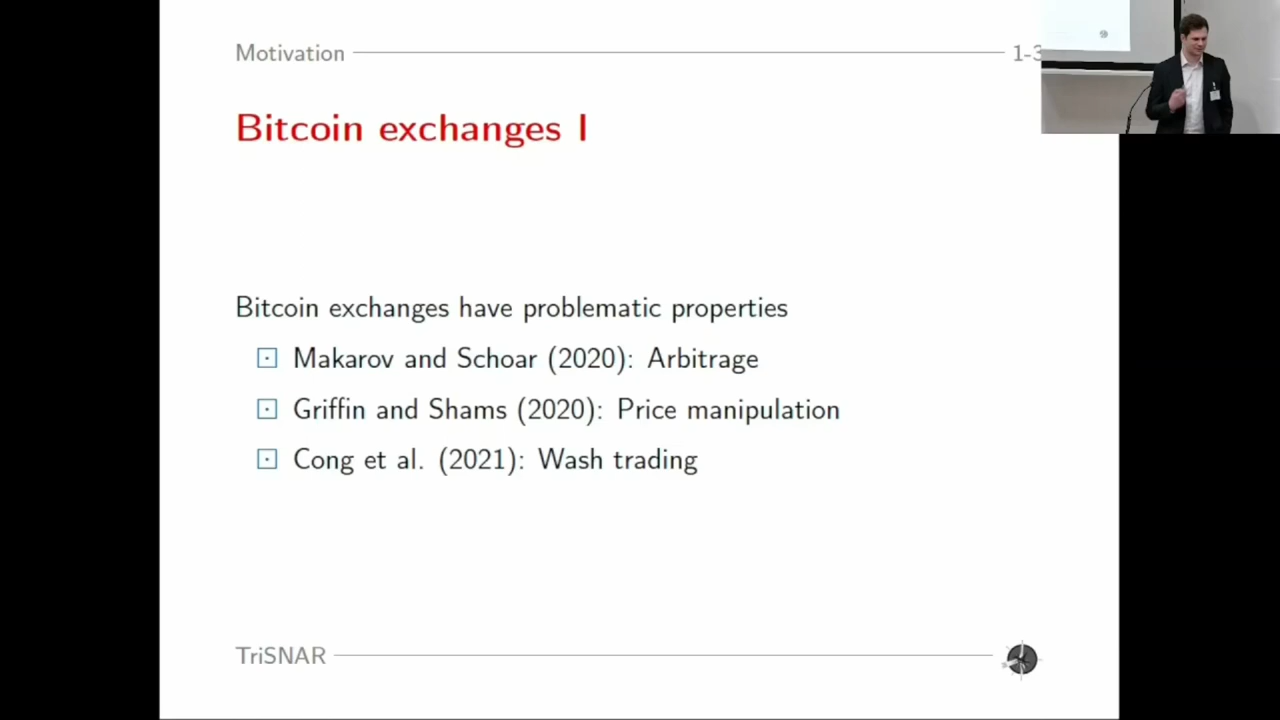 Motivation 1-3
Bitcoin exchanges I
Bitcoin exchanges have problematic properties
Makarov and Schoar (2020): Arbitrage
Griffin and Shams (2020): Price manipulation
Cong et al. (2021): Wash trading
TriSNAR